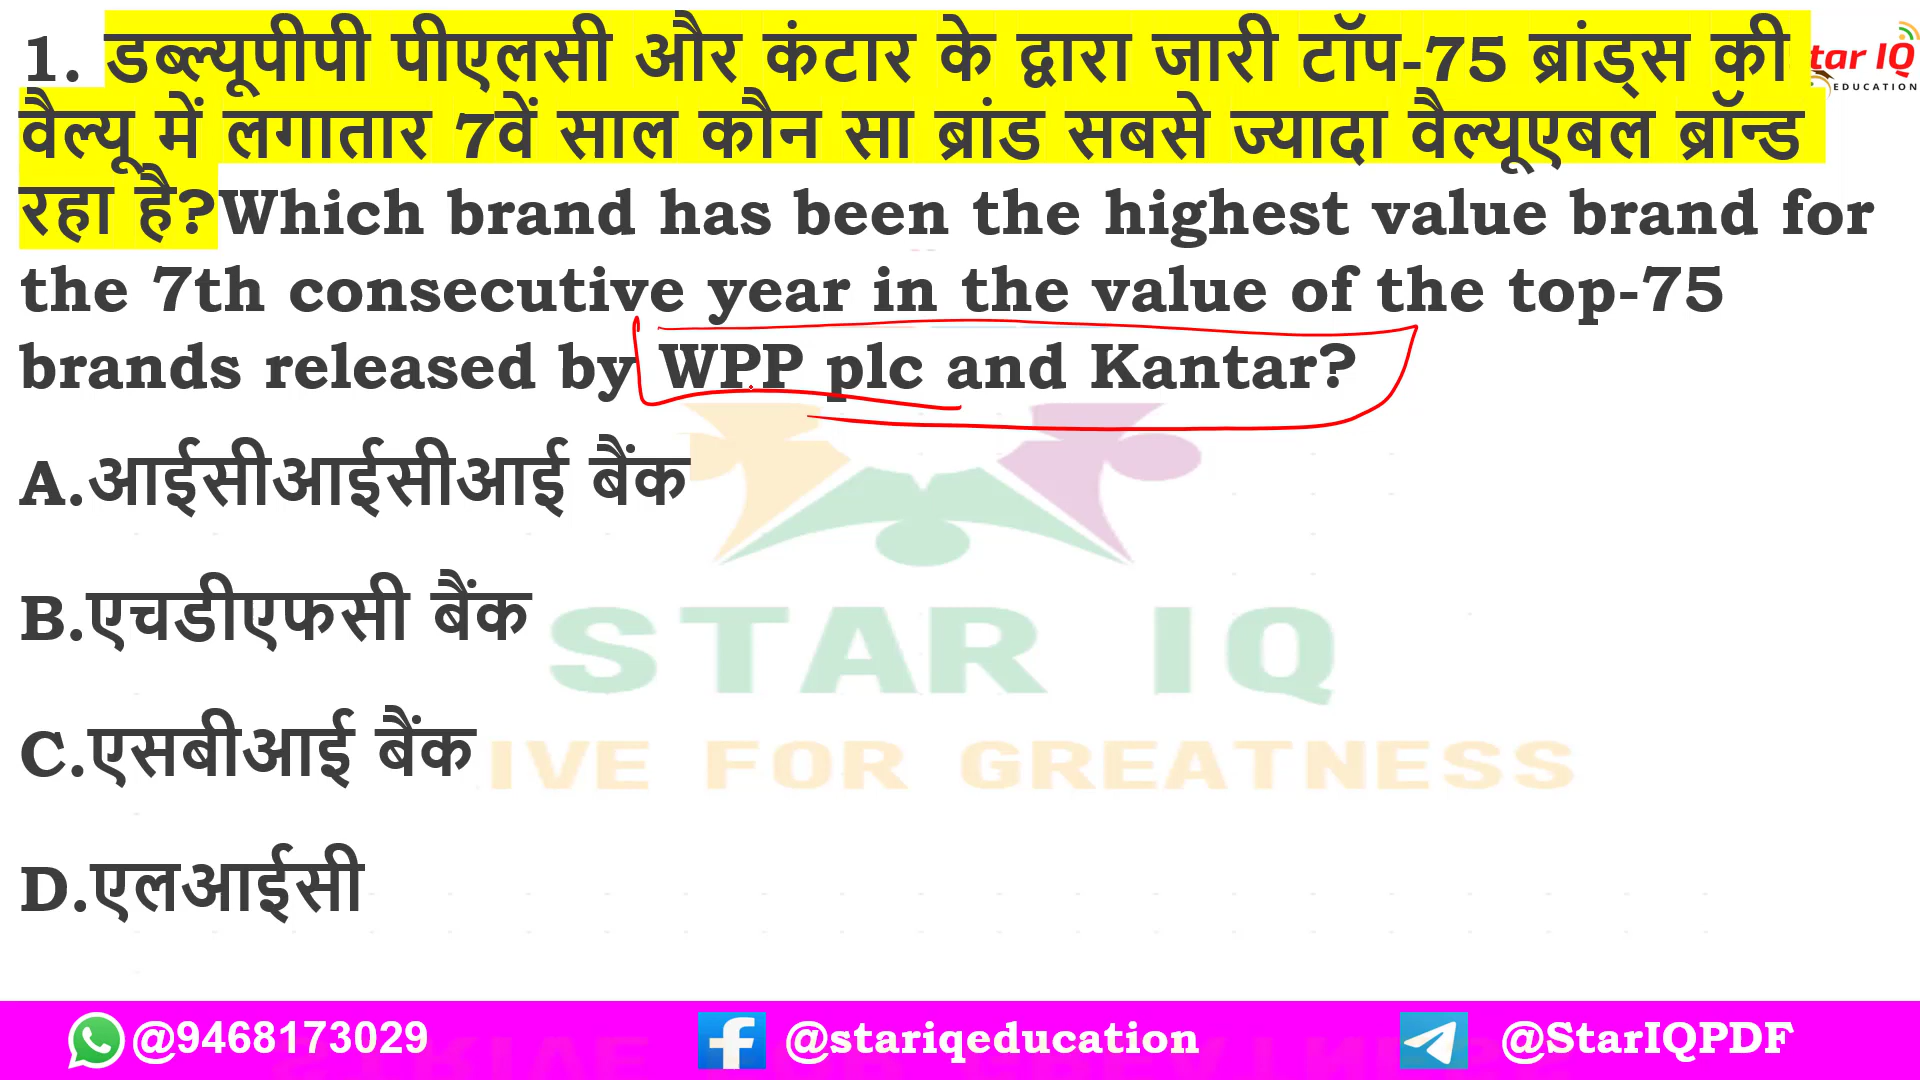 1. डब्ल्यूपीपी पीएलसी और कंटार के द्वारा जारी टॉप-75 ब्रांड्स की
वैल्यू में लगातार 7वें साल कौन सा ब्रांड सबसे ज्यादा वैल्यूएबल ब्रॉन्ड
रहा है?Which brand has been the highest value brand for
the 7th consecutive year in the value of the top-75
brands released by WPP plc and Kantar?
A.आईसीआईसीआई बैंक
B.एचडीएफसी बैंक
C.एसबीआई बैंक
D.एलआईसी
tar IQ
EDUCATION
STAR IQ
IVE FOR GREATNESS
@9468173029
@stariqeducation
@StarIQPDF